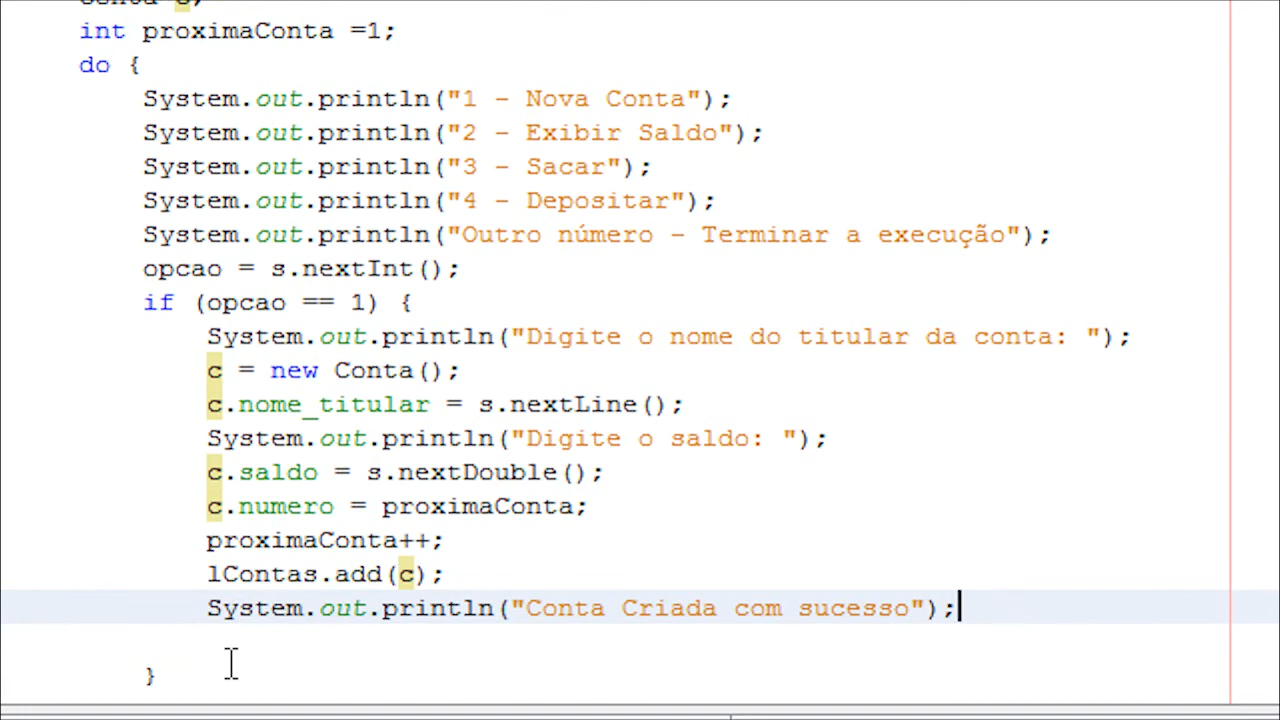 int proximaConta =1;
do {
System.out.println("1 - Nova Conta");
System.out.println("2 - Exibir Saldo");
System.out.println("3 - Sacar");
System.out.println("4 - Depositar");
System.out.println("Outro número - Terminar a execução");
opcao = s.nextInt();
if (opcao == 1) {
System.out.println("Digite o nome do titular da conta: ");
c = new Conta();
c.nome_titular = s.nextLine();
System.out.println("Digite o saldo: ");
c.saldo = s.nextDouble();
c.numero = proximaConta;
proximaConta++;
lContas.add(c);
System.out.println("Conta Criada com sucesso");
}